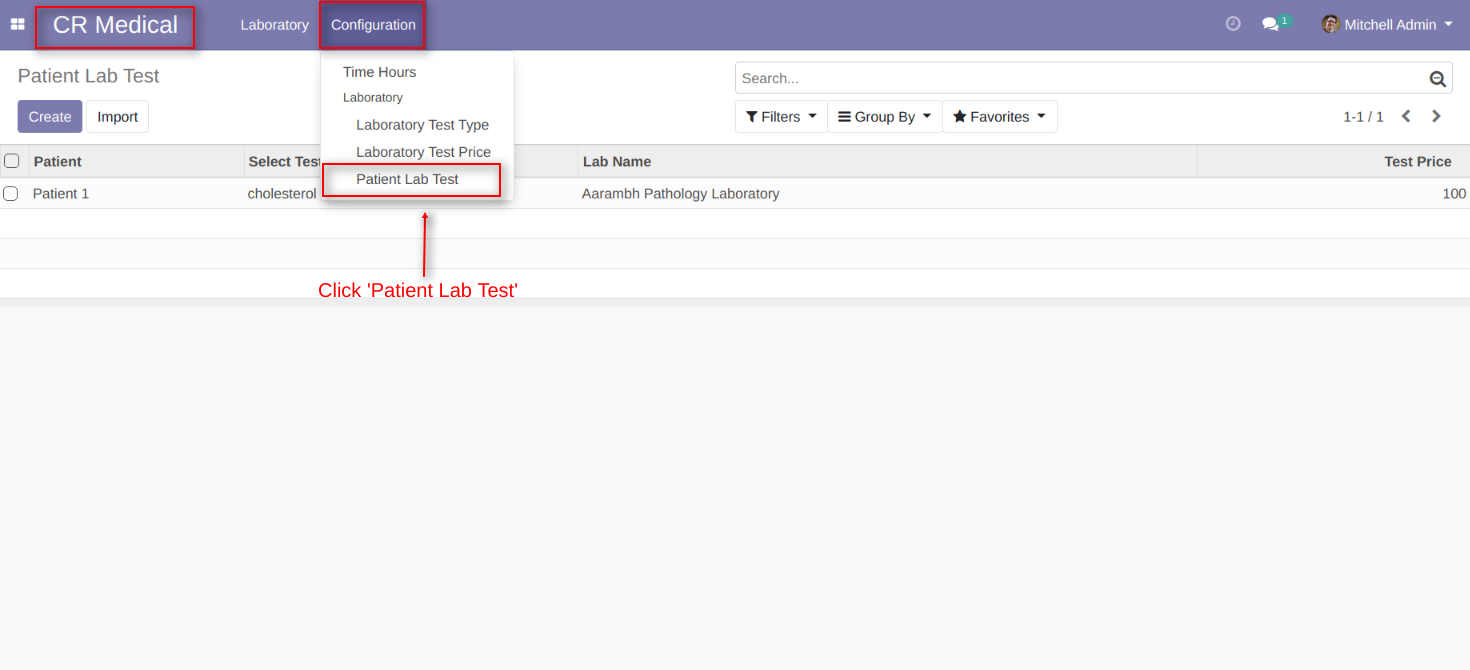 CR Medical Laboratory Configuration 1 Mitchell Admin
Patient Lab Test
Search...
Time Hours
Laboratory
Laboratory Test Type
Laboratory Test Price
Patient Lab Test
Create Import
Filters Group By Favorites 1-1 / 1
Patient Select Test Lab Name Test Price
Patient 1 cholesterol Aarambh Pathology Laboratory 100
Click 'Patient Lab Test'